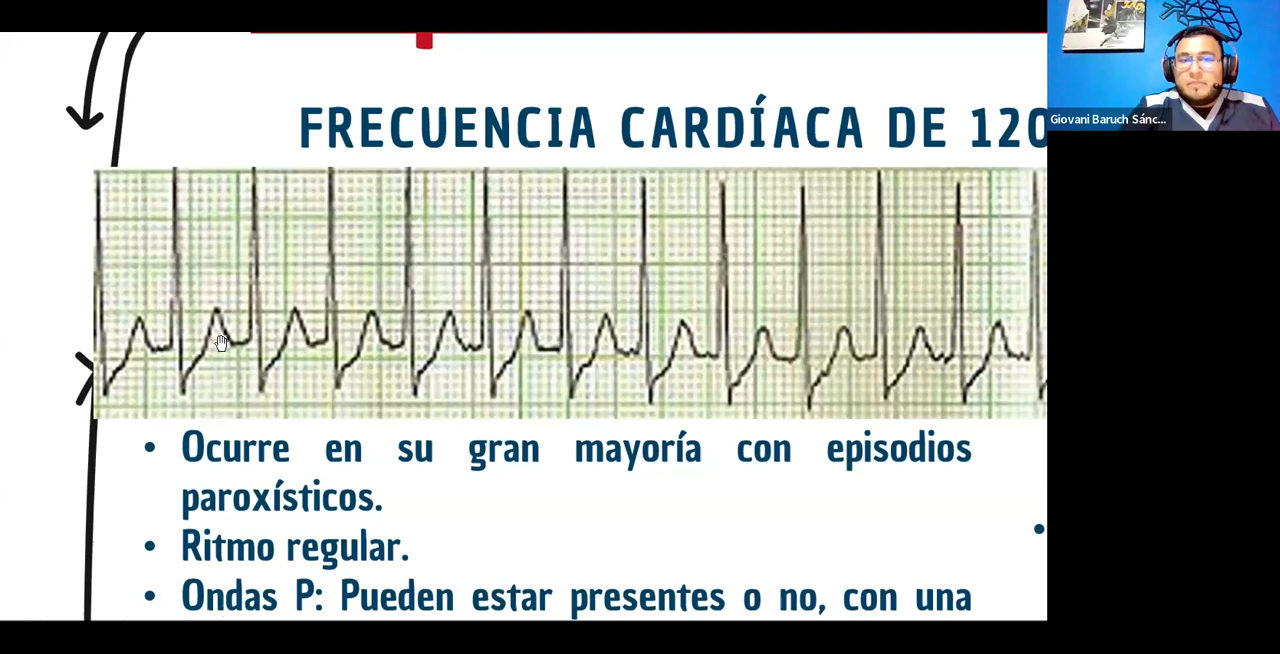 FRECUENCIA CARDÍACA DE 120
Giovani Baruch Sánc...
• Ocurre en su gran mayoría con episodios
paroxísticos.
• Ritmo regular.
•
• Ondas P: Pueden estar presentes o no, con una